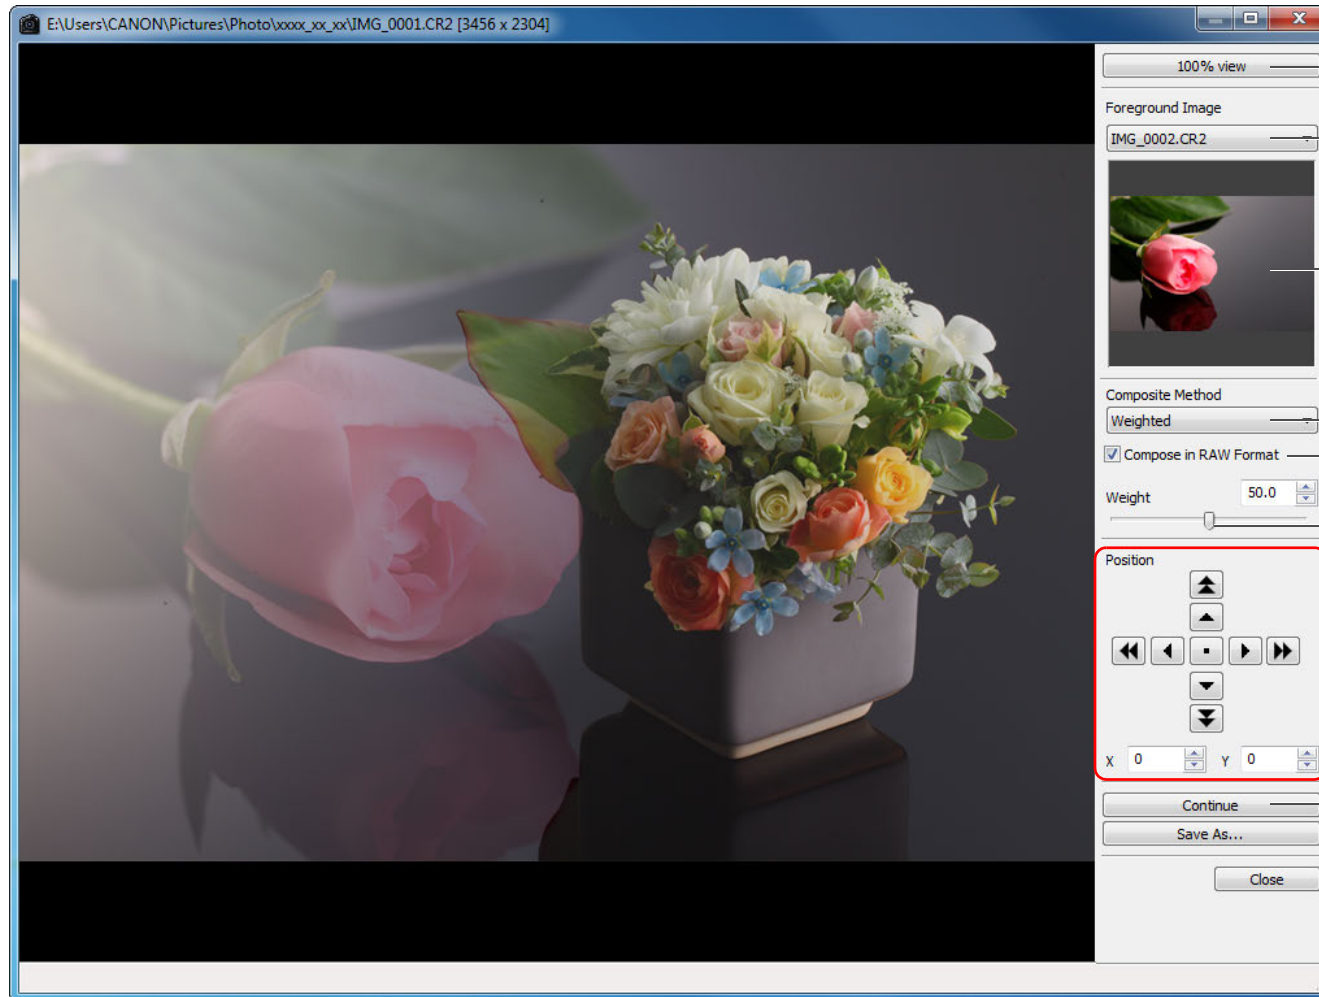 E:\Users\CANON\Pictures\Photo\xxxx_xx_xx\IMG_0001.CR2 [3456 x 2304]
100% view
Foreground Image
IMG_0002.CR2
Composite Method
Weighted
Compose in RAW Format
Weight 50.0
Position
X 0 Y 0
Continue
Save As...
Close